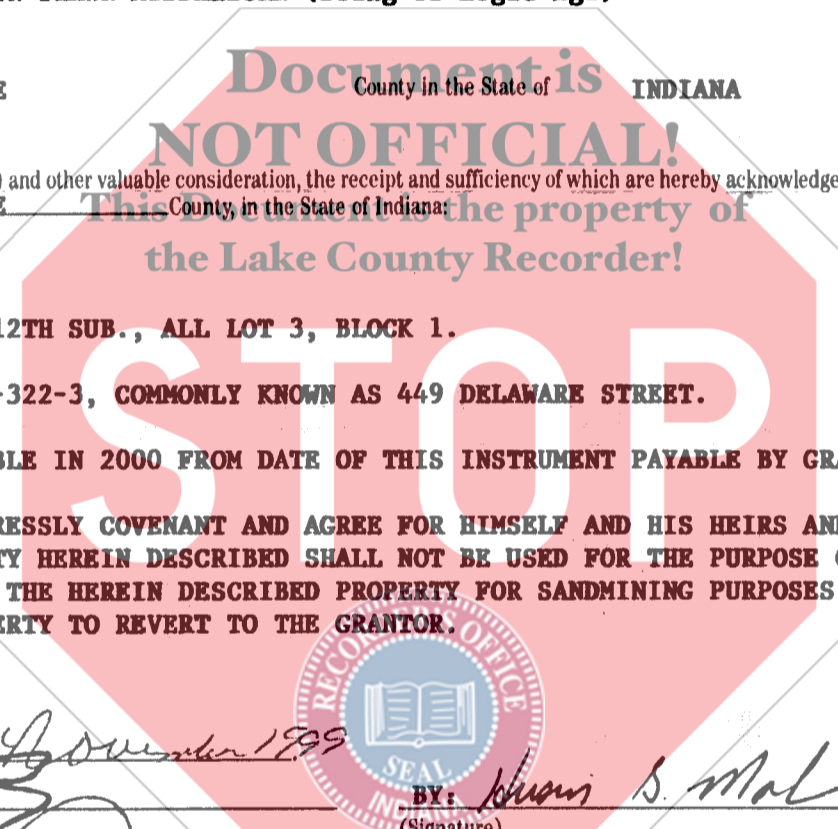 Document is
County in the State of INDIANA
NOT OFFICIAL!
) and other valuable consideration, the receipt and sufficiency of which are hereby acknowledge
County, in the State of Indiana:
This Document is the property of
the Lake County Recorder!
12TH SUB., ALL LOT 3, BLOCK 1.
-322-3, COMMONLY KNOWN AS 449 DELAWARE STREET.
BLE IN 2000 FROM DATE OF THIS INSTRUMENT PAYABLE BY GRA
STOP
RESSLY COVENANT AND AGREE FOR HIMSELF AND HIS HEIRS AN
TY HEREIN DESCRIBED SHALL NOT BE USED FOR THE PURPOSE
THE HEREIN DESCRIBED PROPERTY FOR SANDMINING PURPOSES
ERTY TO REVERT TO THE GRANTOR.
RECORDER'S OFFICE
November 1999
SEAL
INDIANA
BY:
(Signature)